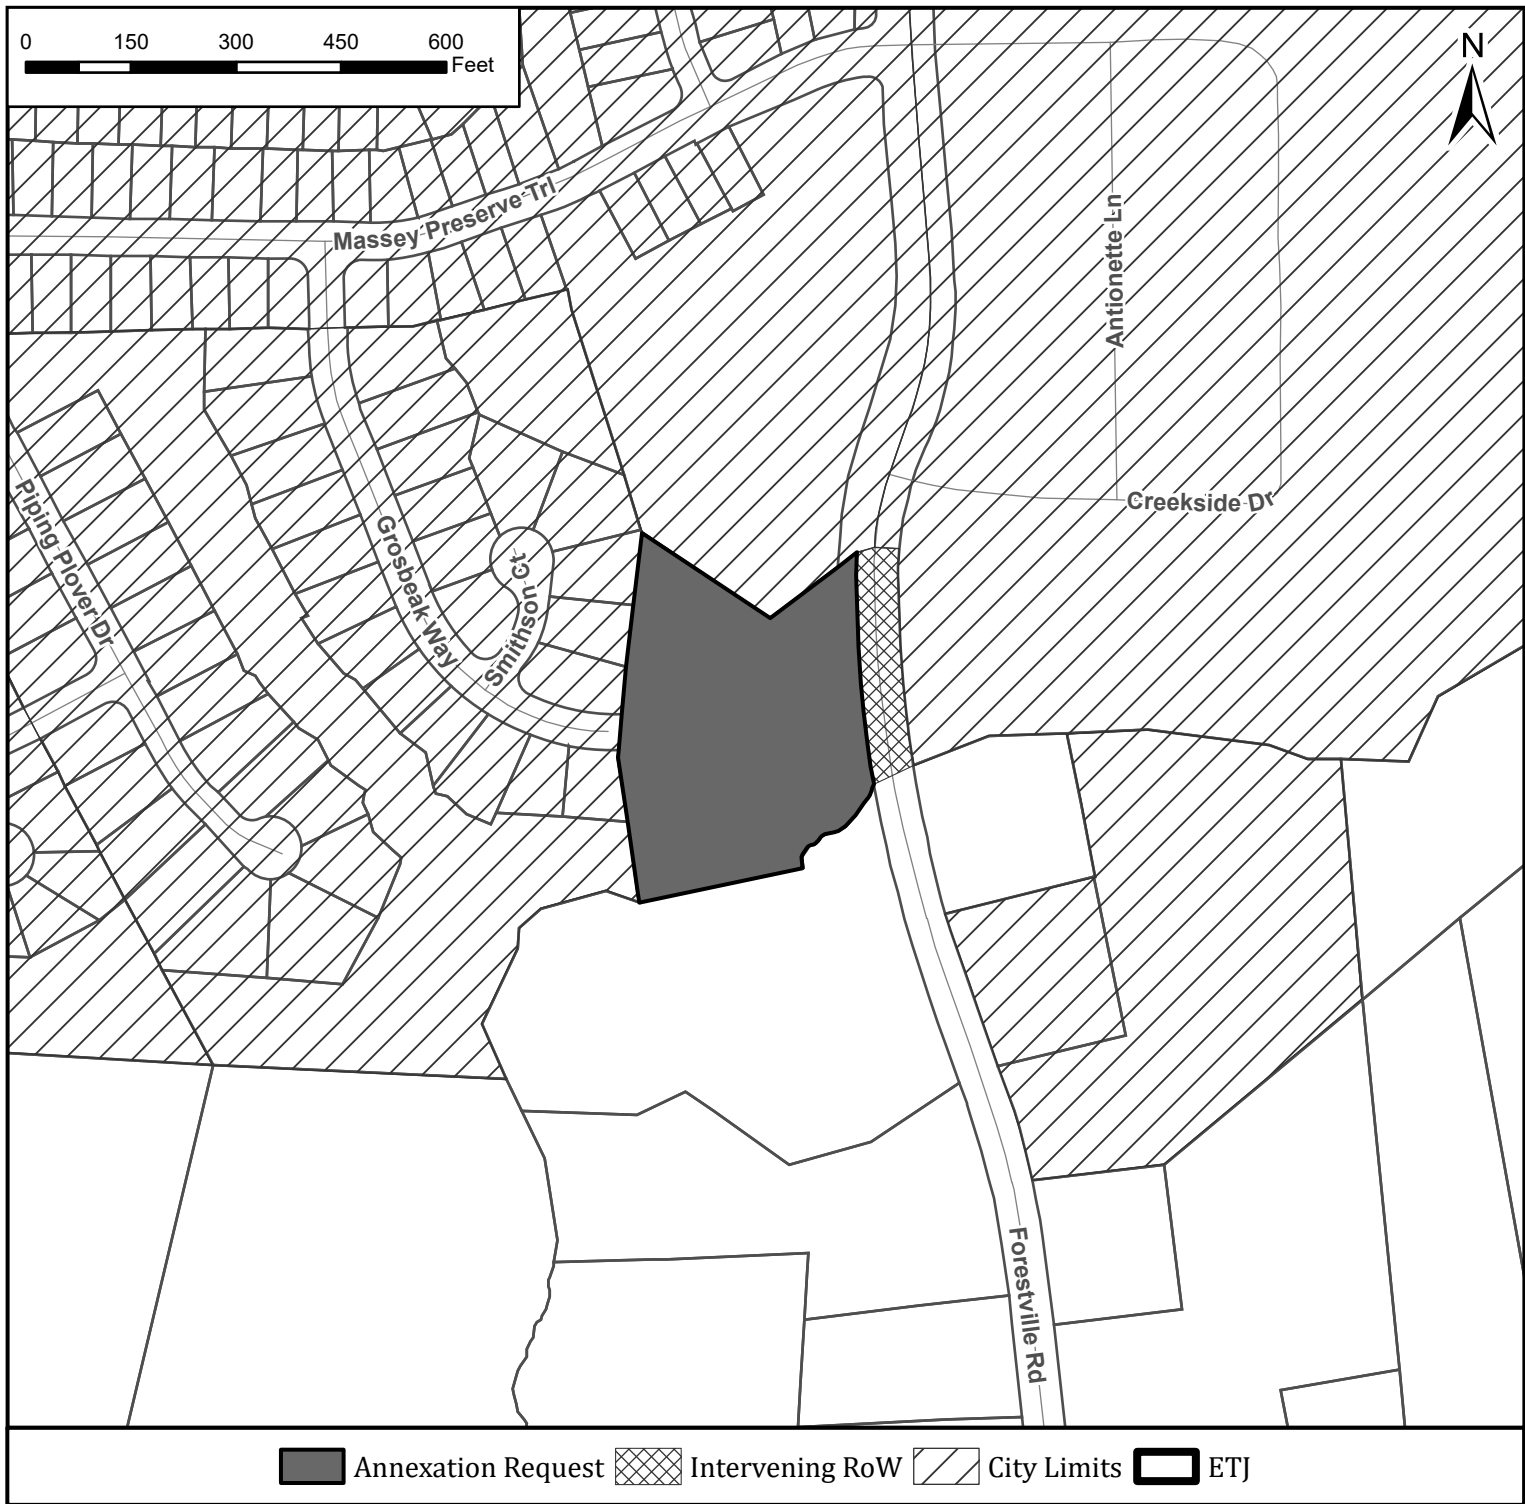 0 150 300 450 600
Feet
N
Massey Preserve Trl
Antionette Ln
Creekside Dr
Piping Plover Dr
Grosbeak Way
Smithson Ct
Forestville Rd
Annexation Request Intervening RoW City Limits ETJ